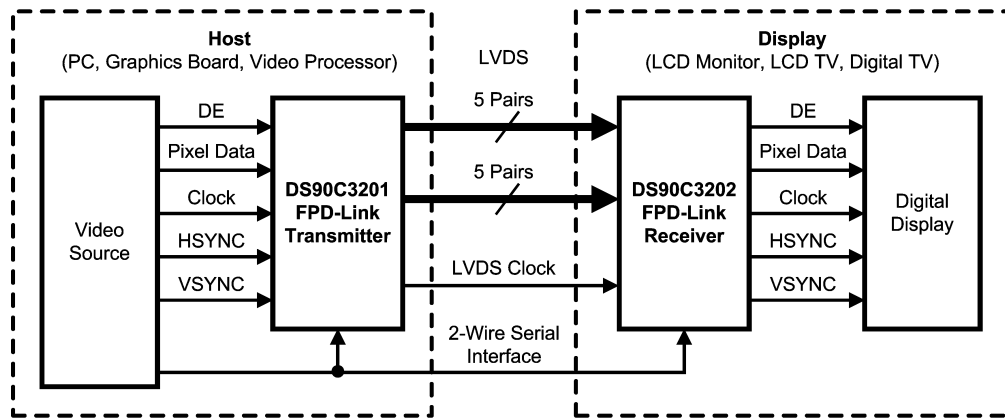 Host
(PC, Graphics Board, Video Processor)
LVDS
Display
(LCD Monitor, LCD TV, Digital TV)
Video
Source
DE
Pixel Data
Clock
HSYNC
VSYNC
DS90C3201
FPD-Link
Transmitter
5 Pairs
5 Pairs
LVDS Clock
2-Wire Serial
Interface
DS90C3202
FPD-Link
Receiver
DE
Pixel Data
Clock
HSYNC
VSYNC
Digital
Display